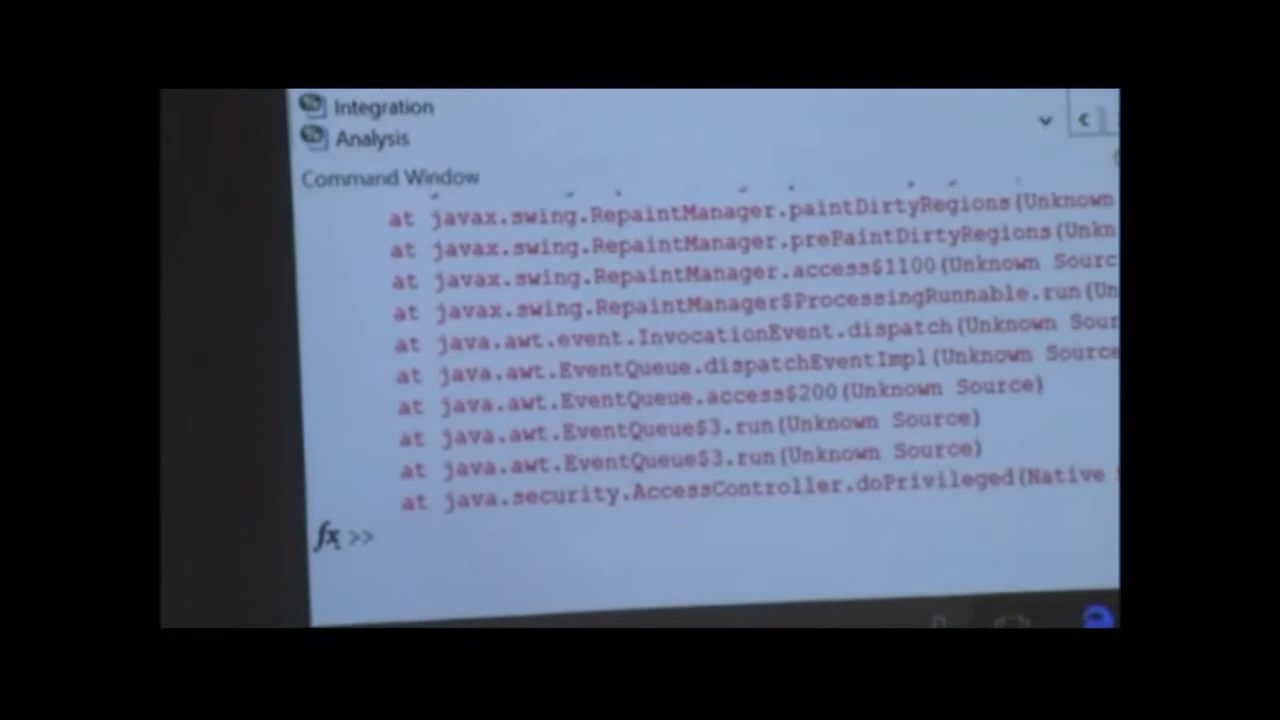 Integration
Analysis
Command Window
at javax.swing.RepaintManager.paintDirtyRegions(Unknown
at javax.swing.RepaintManager.prePaintDirtyRegions(Unkn
at javax.swing.RepaintManager.access$1100(Unknown Sourc
at javax.swing.RepaintManager$ProcessingRunnable.run(Un
at java.awt.event.InvocationEvent.dispatch(Unknown Sour
at java.awt.EventQueue.dispatchEventImpl(Unknown Source
at java.awt.EventQueue.access$200(Unknown Source)
at java.awt.EventQueue$3.run(Unknown Source)
at java.awt.EventQueue$3.run(Unknown Source)
at java.security.AccessController.doPrivileged(Native
fx >>